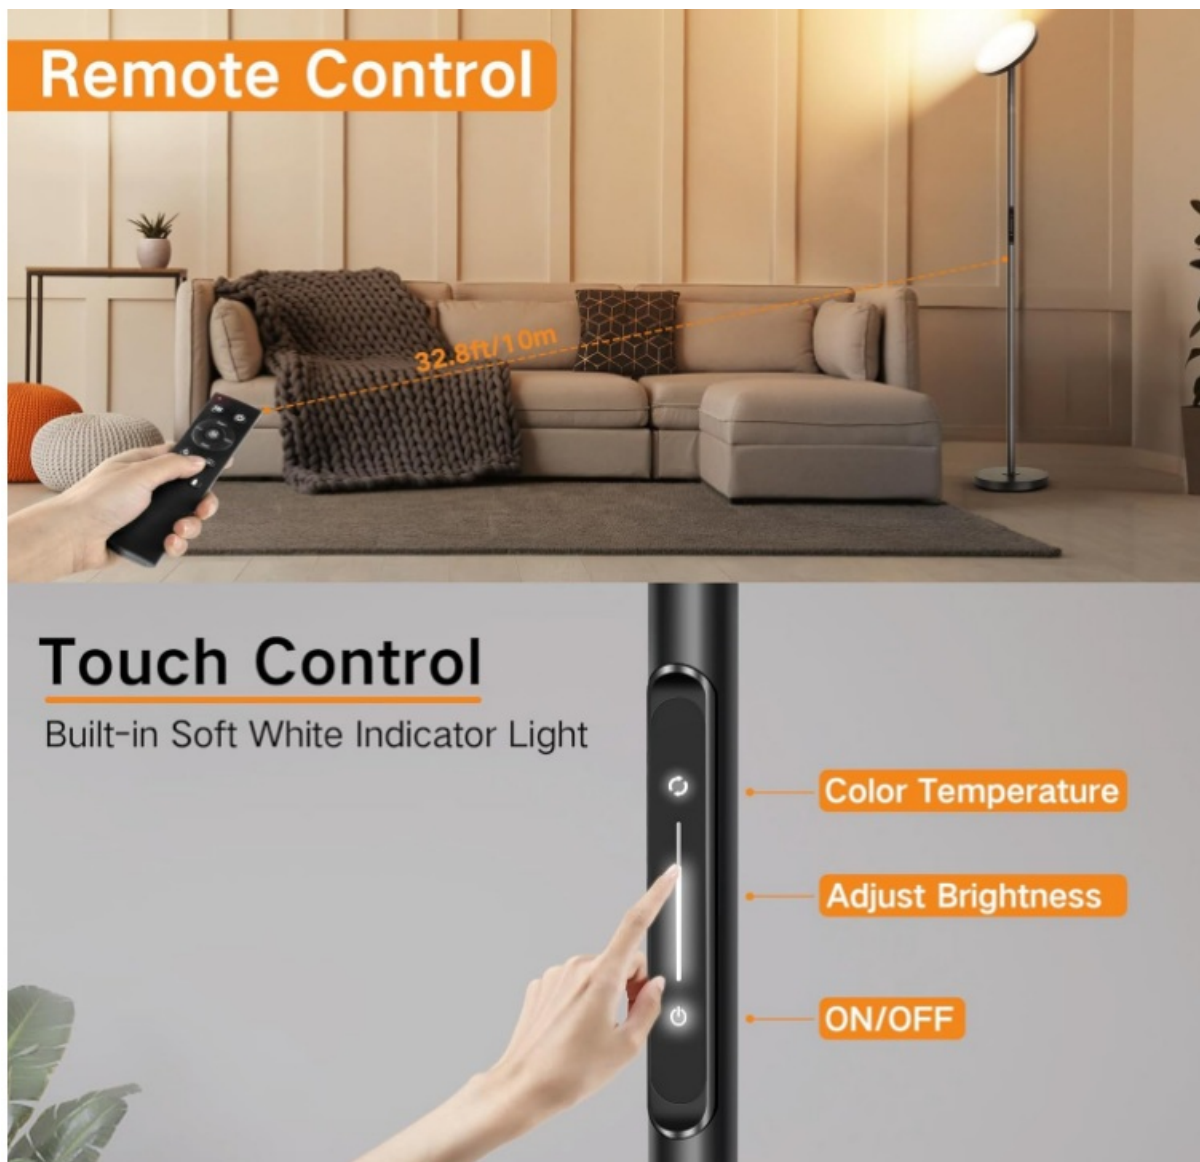 Remote Control
32.8ft/10m
Touch Control
Built-in Soft White Indicator Light
Color Temperature
Adjust Brightness
ON/OFF